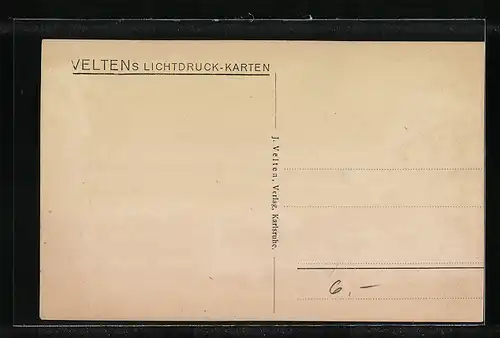 VELTENS LICHTDRUCK-KARTEN
J. Velten, Verlag, Karlsruhe.
6,–